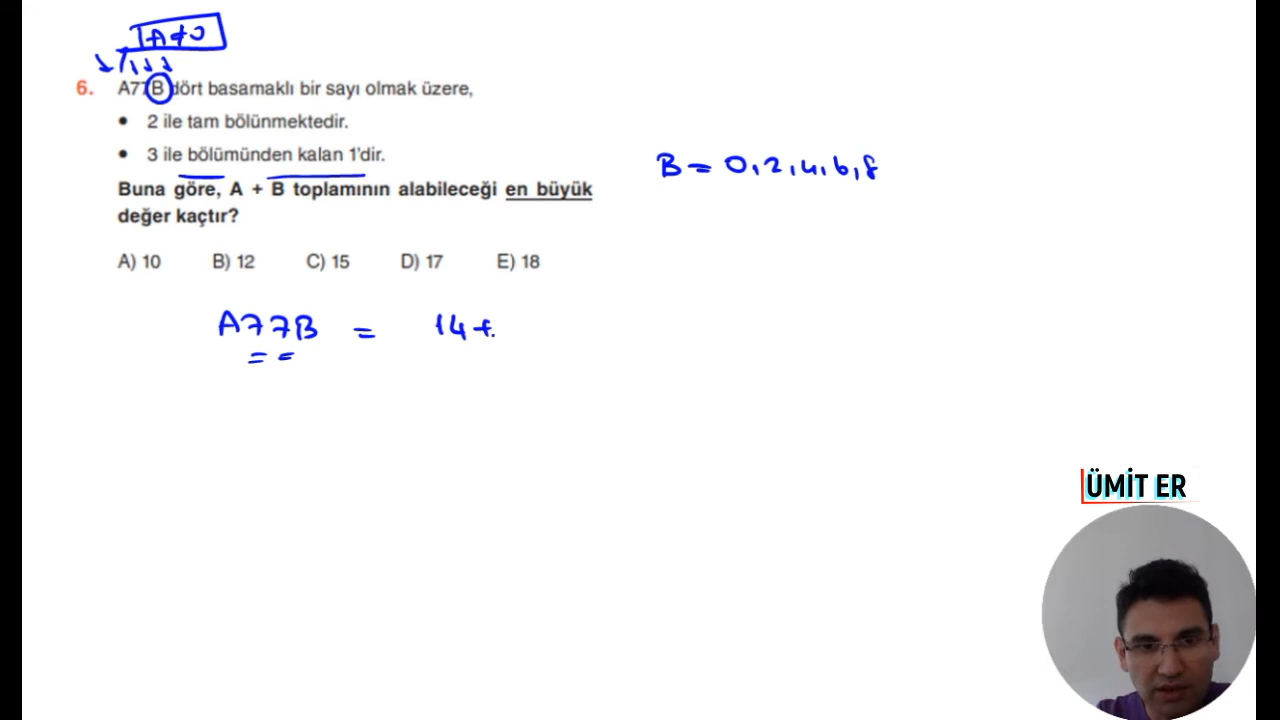 A ≠ 0
6. A77B dört basamaklı bir sayı olmak üzere,
• 2 ile tam bölünmektedir.
• 3 ile bölümünden kalan 1'dir.
B = 0, 2, 4, 6, 8
Buna göre, A + B toplamının alabileceği en büyük
değer kaçtır?
A) 10 B) 12 C) 15 D) 17 E) 18
A77B = 14 +
ÜMİT ER